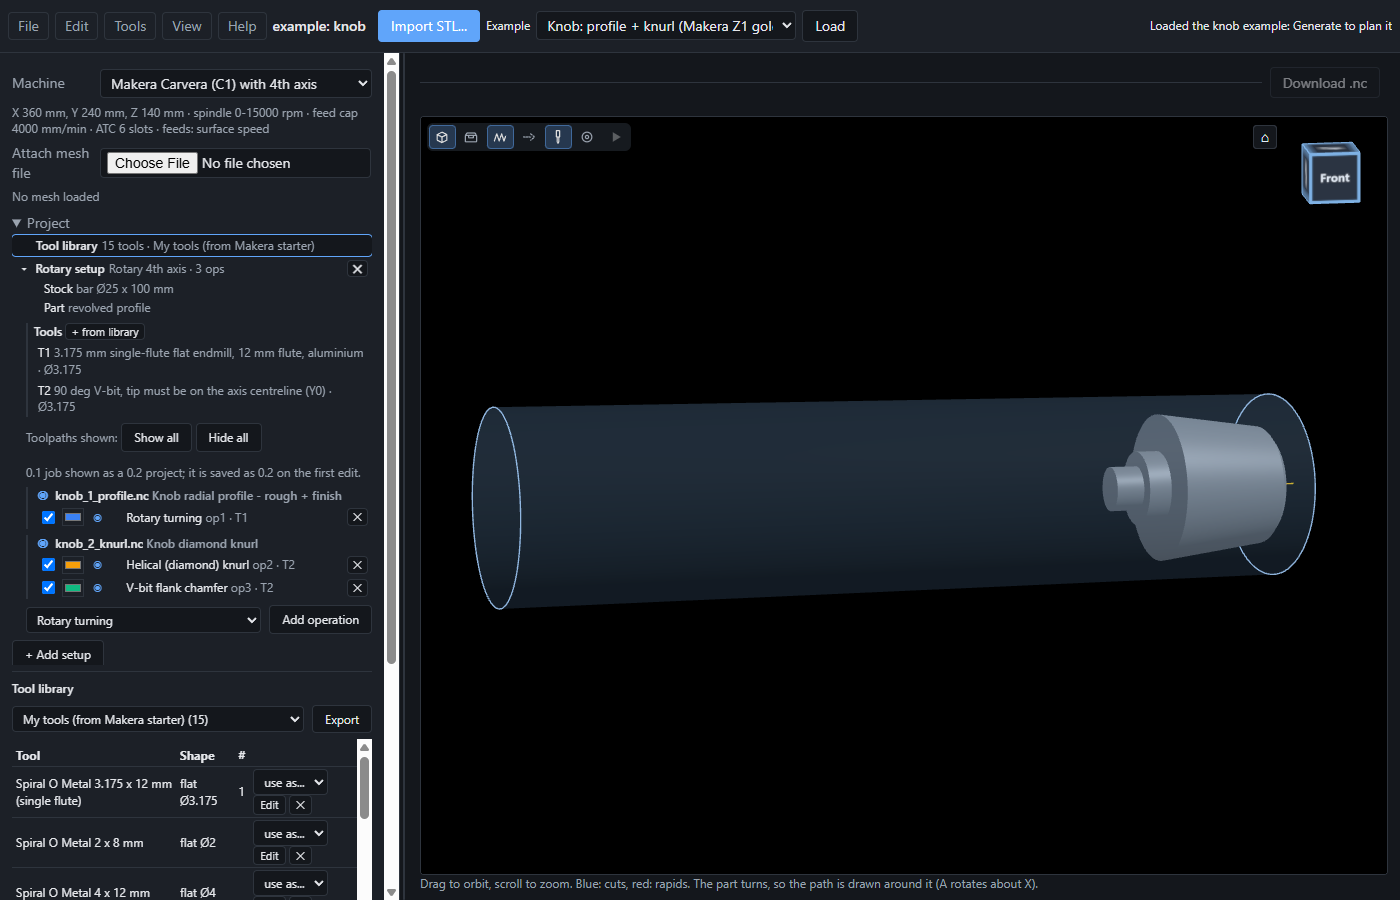 File Edit Tools View Help example: knob Import STL... Example Knob: profile + knurl (Makera Z1 gol Load Loaded the knob example: Generate to plan it
Machine Makera Carvera (C1) with 4th axis
X 360 mm, Y 240 mm, Z 140 mm · spindle 0-15000 rpm · feed cap
4000 mm/min · ATC 6 slots · feeds: surface speed
Attach mesh
file
Choose File No file chosen
No mesh loaded
Project
Tool library 15 tools · My tools (from Makera starter)
Rotary setup Rotary 4th axis · 3 ops
Stock bar Ø25 x 100 mm
Part revolved profile
Tools + from library
T1 3.175 mm single-flute flat endmill, 12 mm flute, aluminium
· Ø3.175
T2 90 deg V-bit, tip must be on the axis centreline (Y0) ·
Ø3.175
Toolpaths shown: Show all Hide all
0.1 job shown as a 0.2 project; it is saved as 0.2 on the first edit.
knob_1_profile.nc Knob radial profile - rough + finish
Rotary turning op1 · T1
knob_2_knurl.nc Knob diamond knurl
Helical (diamond) knurl op2 · T2
V-bit flank chamfer op3 · T2
Rotary turning Add operation
+ Add setup
Tool library
My tools (from Makera starter) (15) Export
Tool Shape #
Spiral O Metal 3.175 x 12 mm
(single flute)
flat
Ø3.175
1
use as...
Edit
Spiral O Metal 2 x 8 mm flat Ø2
use as...
Edit
Spiral O Metal 4 x 12 mm flat Ø4
use as...
Download .nc
Front
Drag to orbit, scroll to zoom. Blue: cuts, red: rapids. The part turns, so the path is drawn around it (A rotates about X).